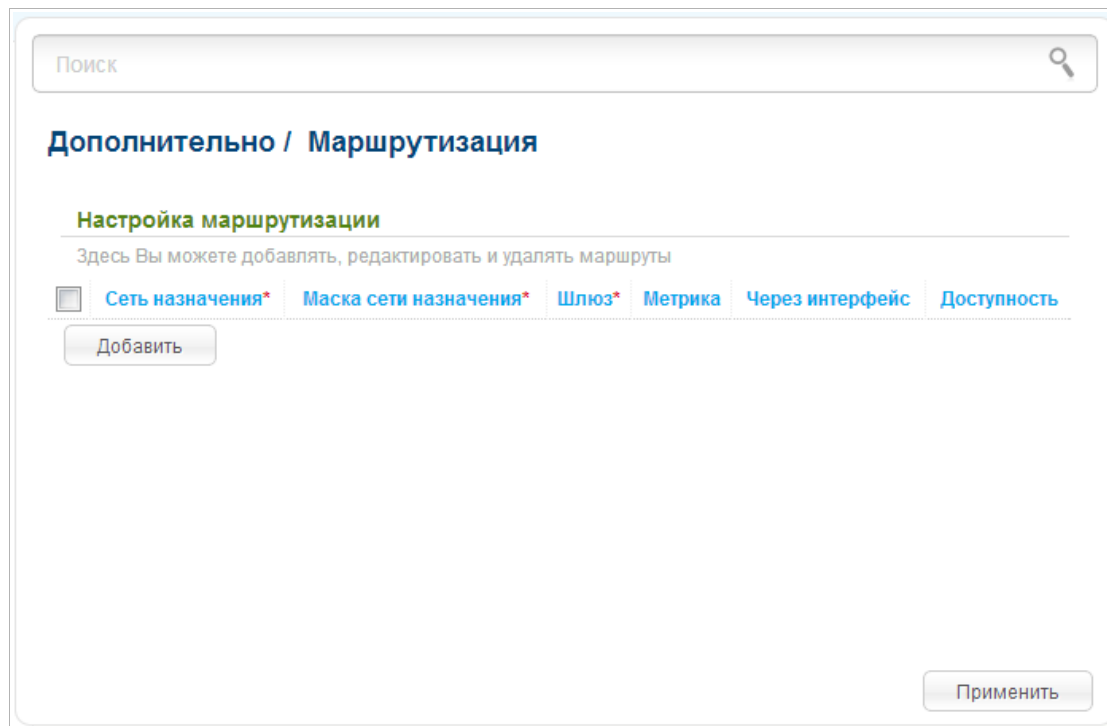 Поиск
Дополнительно / Маршрутизация
Настройка маршрутизации
Здесь Вы можете добавлять, редактировать и удалять маршруты
Сеть назначения* Маска сети назначения* Шлюз* Метрика Через интерфейс Доступность
Добавить
Применить